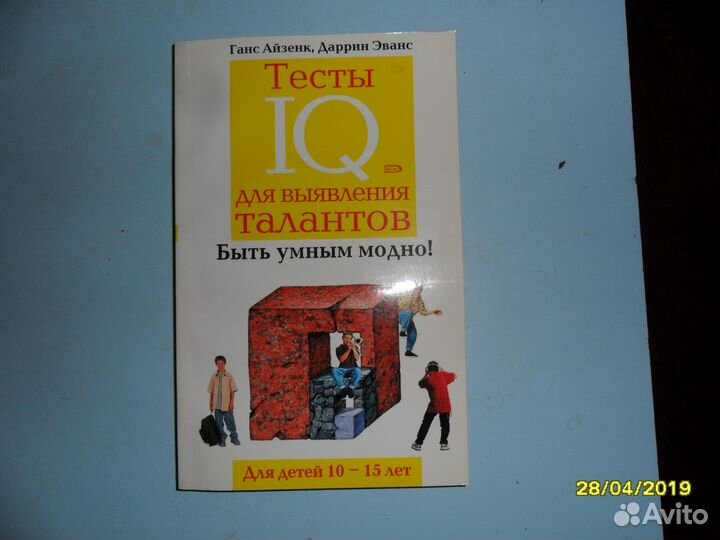 Ганс Айзенк, Даррин Эванс
Тесты
IQ
для выявления
талантов
Быть умным модно!
Для детей 10 – 15 лет
28/04/2019
Avito